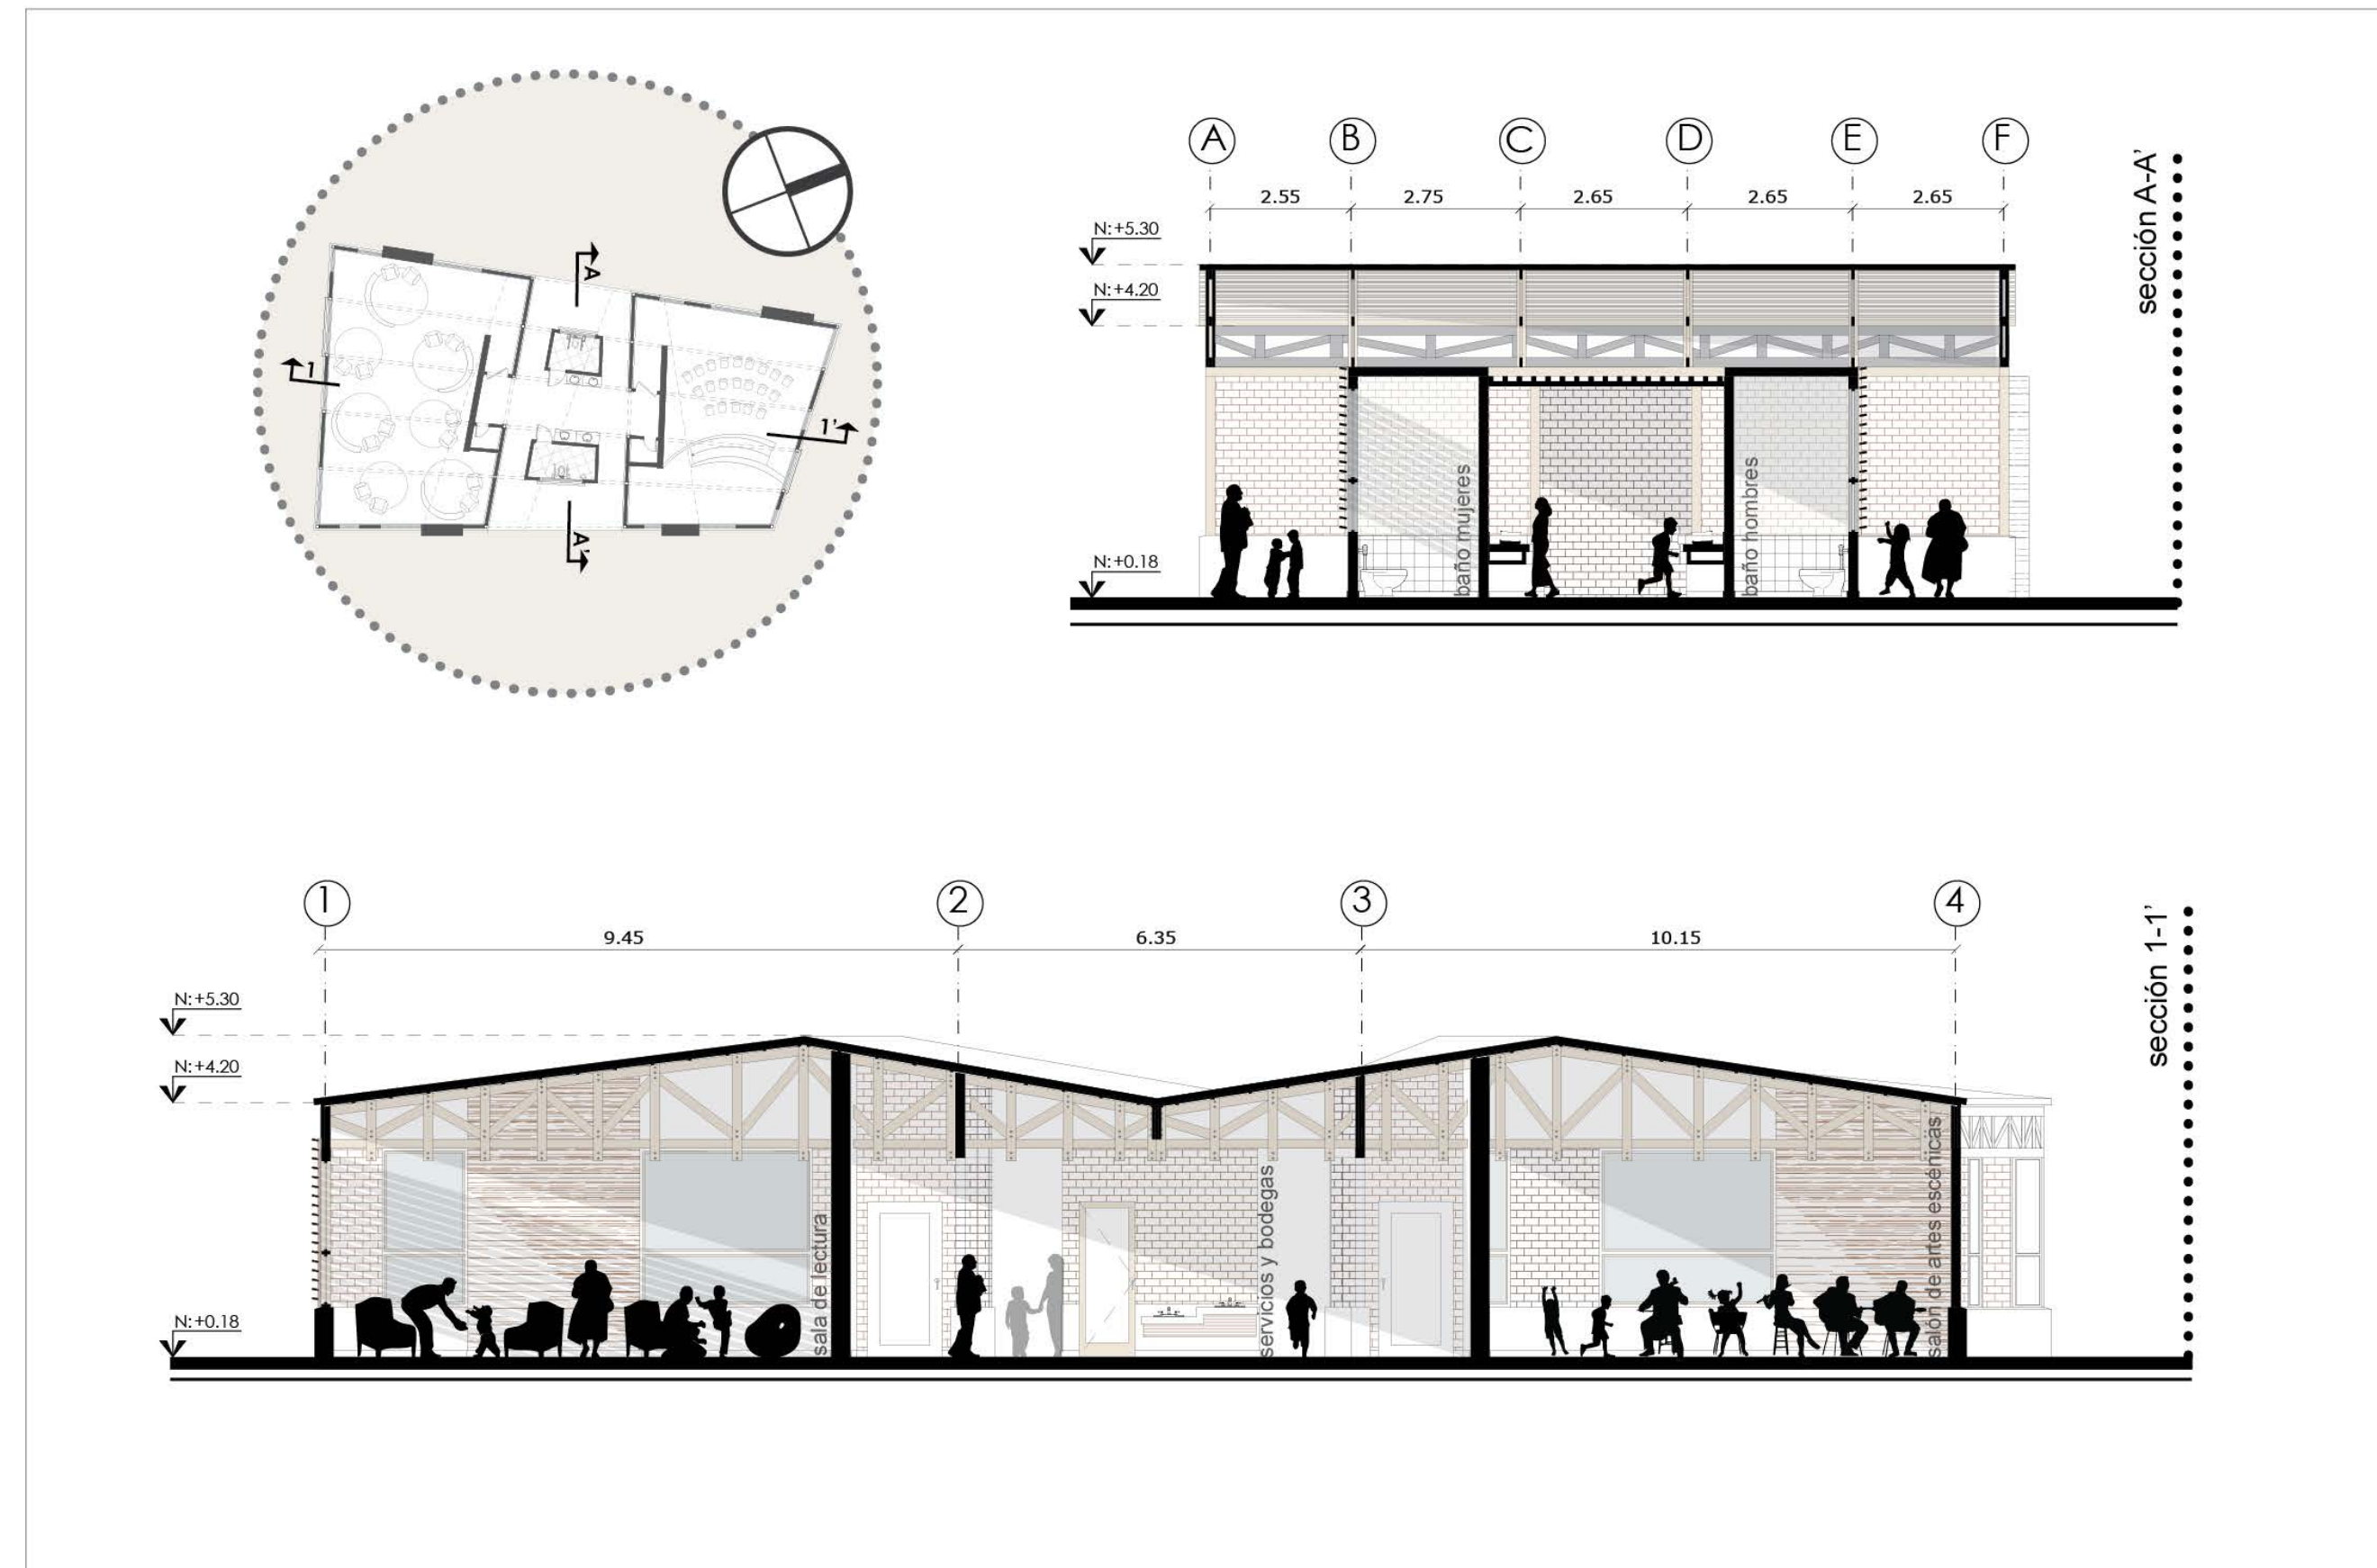 A
1
1'
A'
A B C D E F
2.55 2.75 2.65 2.65 2.65
N:+5.30
N:+4.20
N:+0.18
baño mujeres
baño hombres
sección A-A'
1 2 3 4
9.45 6.35 10.15
N:+5.30
N:+4.20
N:+0.18
sala de lectura
servicios y bodegas
salón de artes escénicas
sección 1-1'